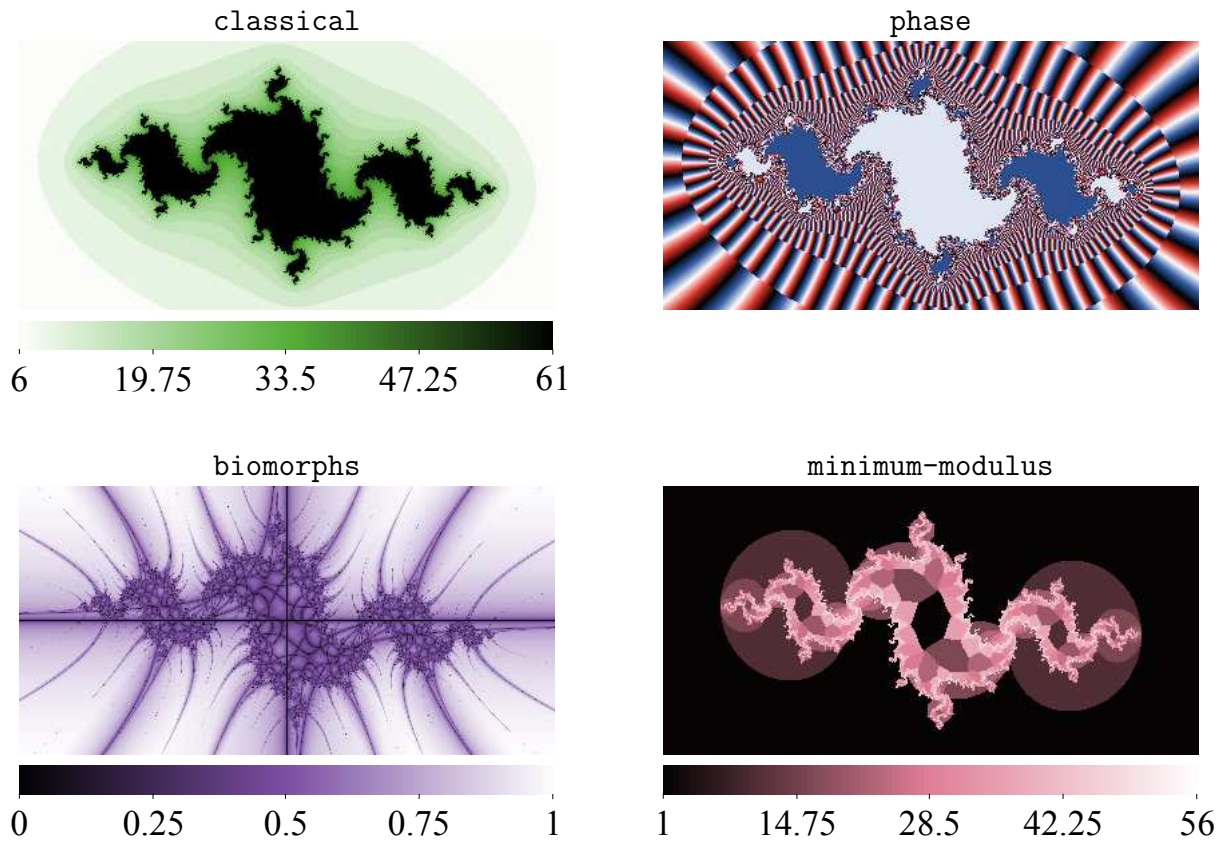 classical
phase
6 19.75 33.5 47.25 61
biomorphs
minimum-modulus
0 0.25 0.5 0.75 1
1 14.75 28.5 42.25 56